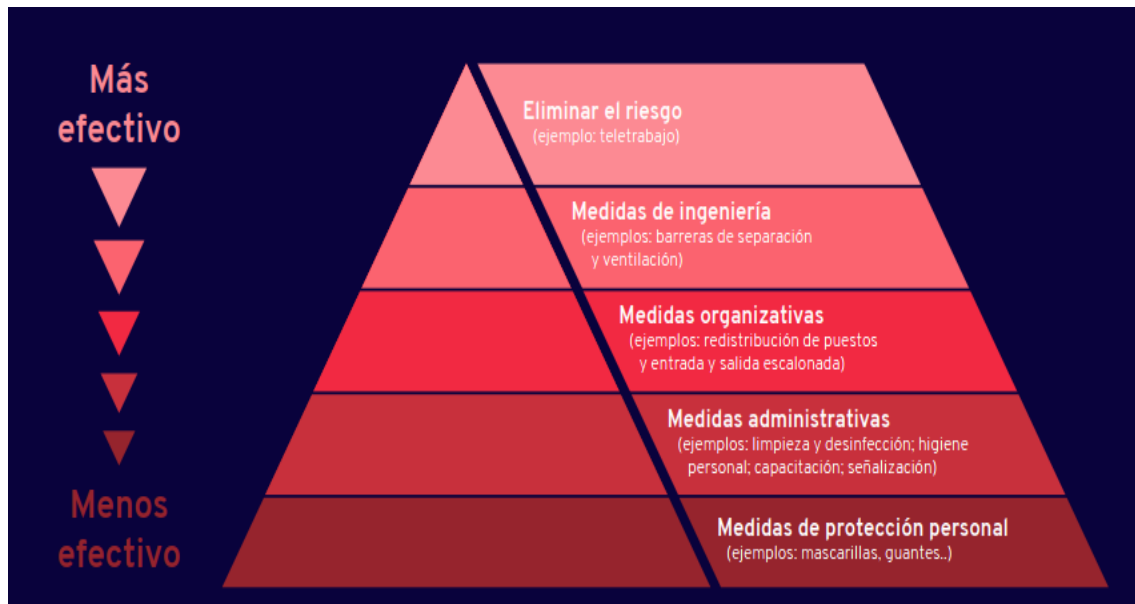 Más
efectivo
Eliminar el riesgo
(ejemplo: teletrabajo)
Medidas de ingeniería
(ejemplos: barreras de separación
y ventilación)
Medidas organizativas
(ejemplos: redistribución de puestos
y entrada y salida escalonada)
Medidas administrativas
(ejemplos: limpieza y desinfección; higiene
personal; capacitación; señalización)
Menos
efectivo
Medidas de protección personal
(ejemplos: mascarillas, guantes..)